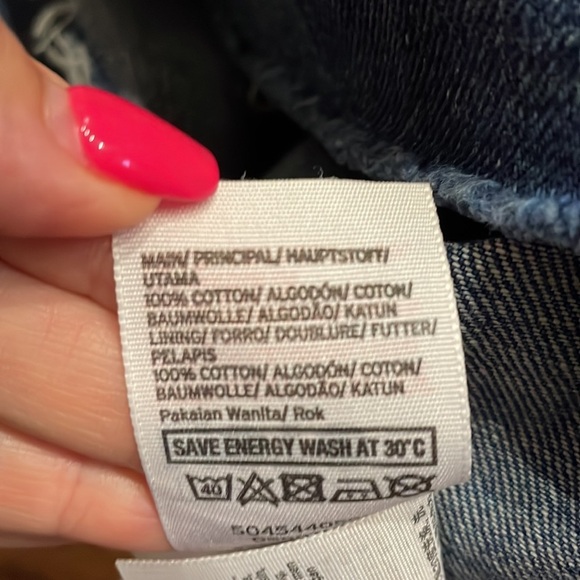 MAIN/ PRINCIPAL/ HAUPTSTOFF/
UTAMA
100% COTTON/ ALGODÓN/ COTON/
BAUMWOLLE/ ALGODÃO/ KATUN
LINING/ FORRO/ DOUBLURE/ FUTTER/
PELAPIS
100% COTTON/ ALGODÓN/ COTON/
BAUMWOLLE/ ALGODÃO/ KATUN
Pakaian Wanita/ Rok
SAVE ENERGY WASH AT 30°C
40